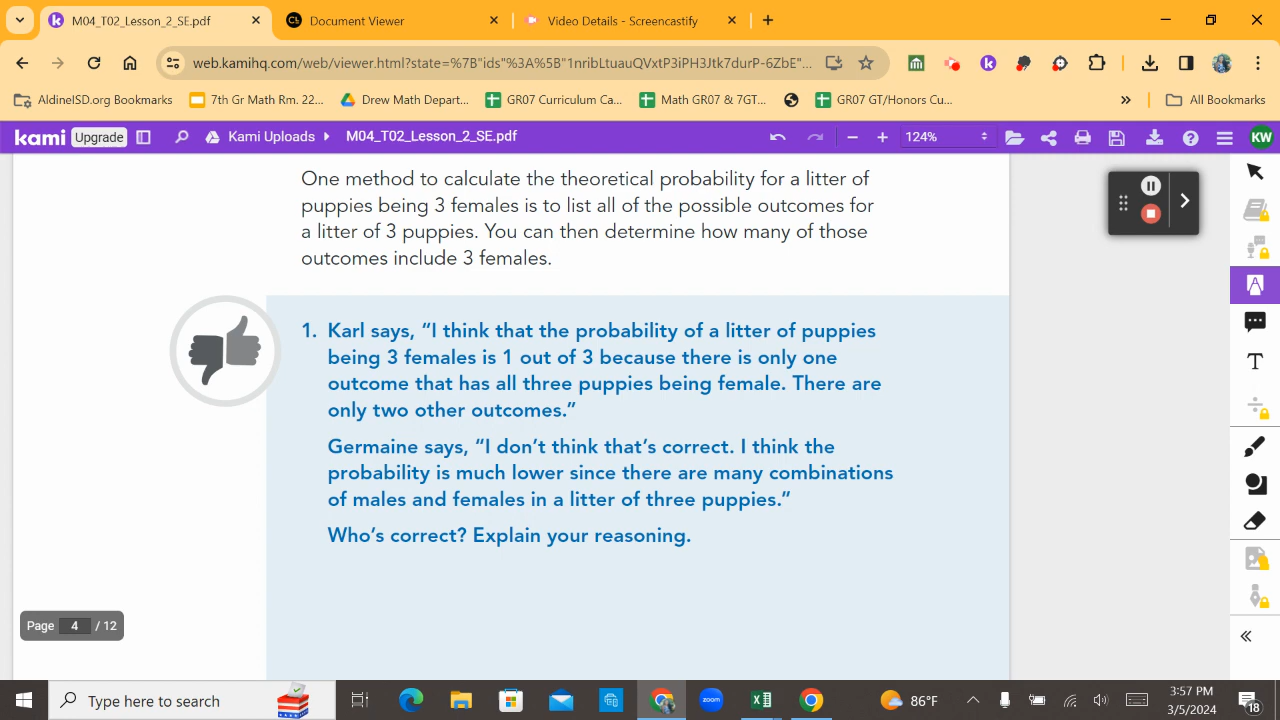 M04_T02_Lesson_2_SE.pdf
Document Viewer
Video Details - Screencastify
web.kamihq.com/web/viewer.html?state=%7B"ids"%3A%5B"1nribLtuauQVxtP3iPH3Jtk7durP-6ZbE"...
AldineISD.org Bookmarks
7th Gr Math Rm. 22...
Drew Math Depart...
GR07 Curriculum Ca...
Math GR07 & 7GT...
GR07 GT/Honors Cu...
»
All Bookmarks
kami Upgrade
Kami Uploads
M04_T02_Lesson_2_SE.pdf
124%
KW
One method to calculate the theoretical probability for a litter of
puppies being 3 females is to list all of the possible outcomes for
a litter of 3 puppies. You can then determine how many of those
outcomes include 3 females.
1. Karl says, “I think that the probability of a litter of puppies
being 3 females is 1 out of 3 because there is only one
outcome that has all three puppies being female. There are
only two other outcomes.”
Germaine says, “I don’t think that’s correct. I think the
probability is much lower since there are many combinations
of males and females in a litter of three puppies.”
Who’s correct? Explain your reasoning.
Page 4 / 12
Type here to search
zoom
86°F
3:57 PM
3/5/2024
18